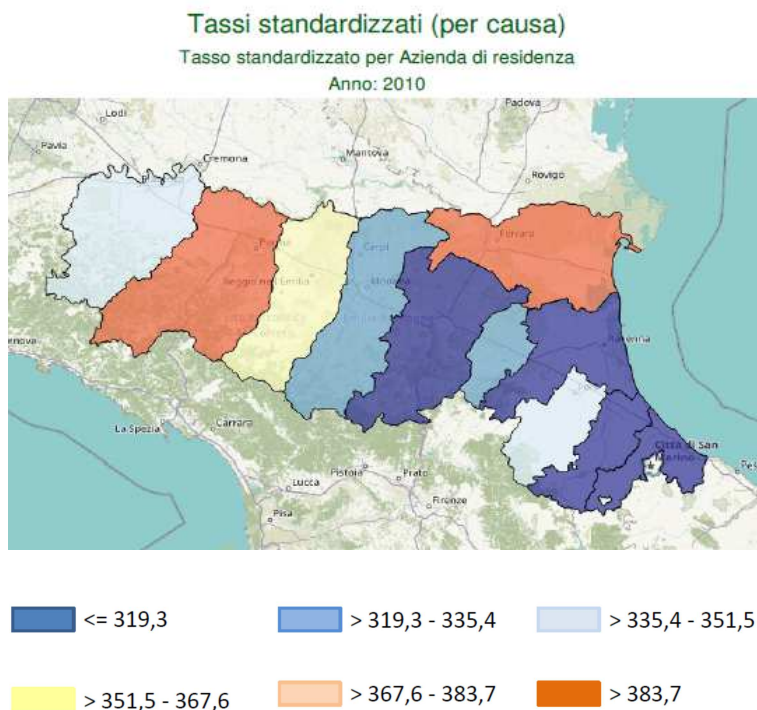 Tassi standardizzati (per causa)
Tasso standardizzato per Azienda di residenza
Anno: 2010
Padova
Lodi
Pavia
Cremona
Mantova
Rovigo
Parma
Carpi
Ferrara
Reggio nell'Emilia
Modena
Ravenna
enova
La Spezia
Carrara
Città di San
Marino
Pes
Pistoia
Prato
Lucca
Firenze
Pisa
<= 319,3
> 319,3 - 335,4
> 335,4 - 351,5
> 351,5 - 367,6
> 367,6 - 383,7
> 383,7